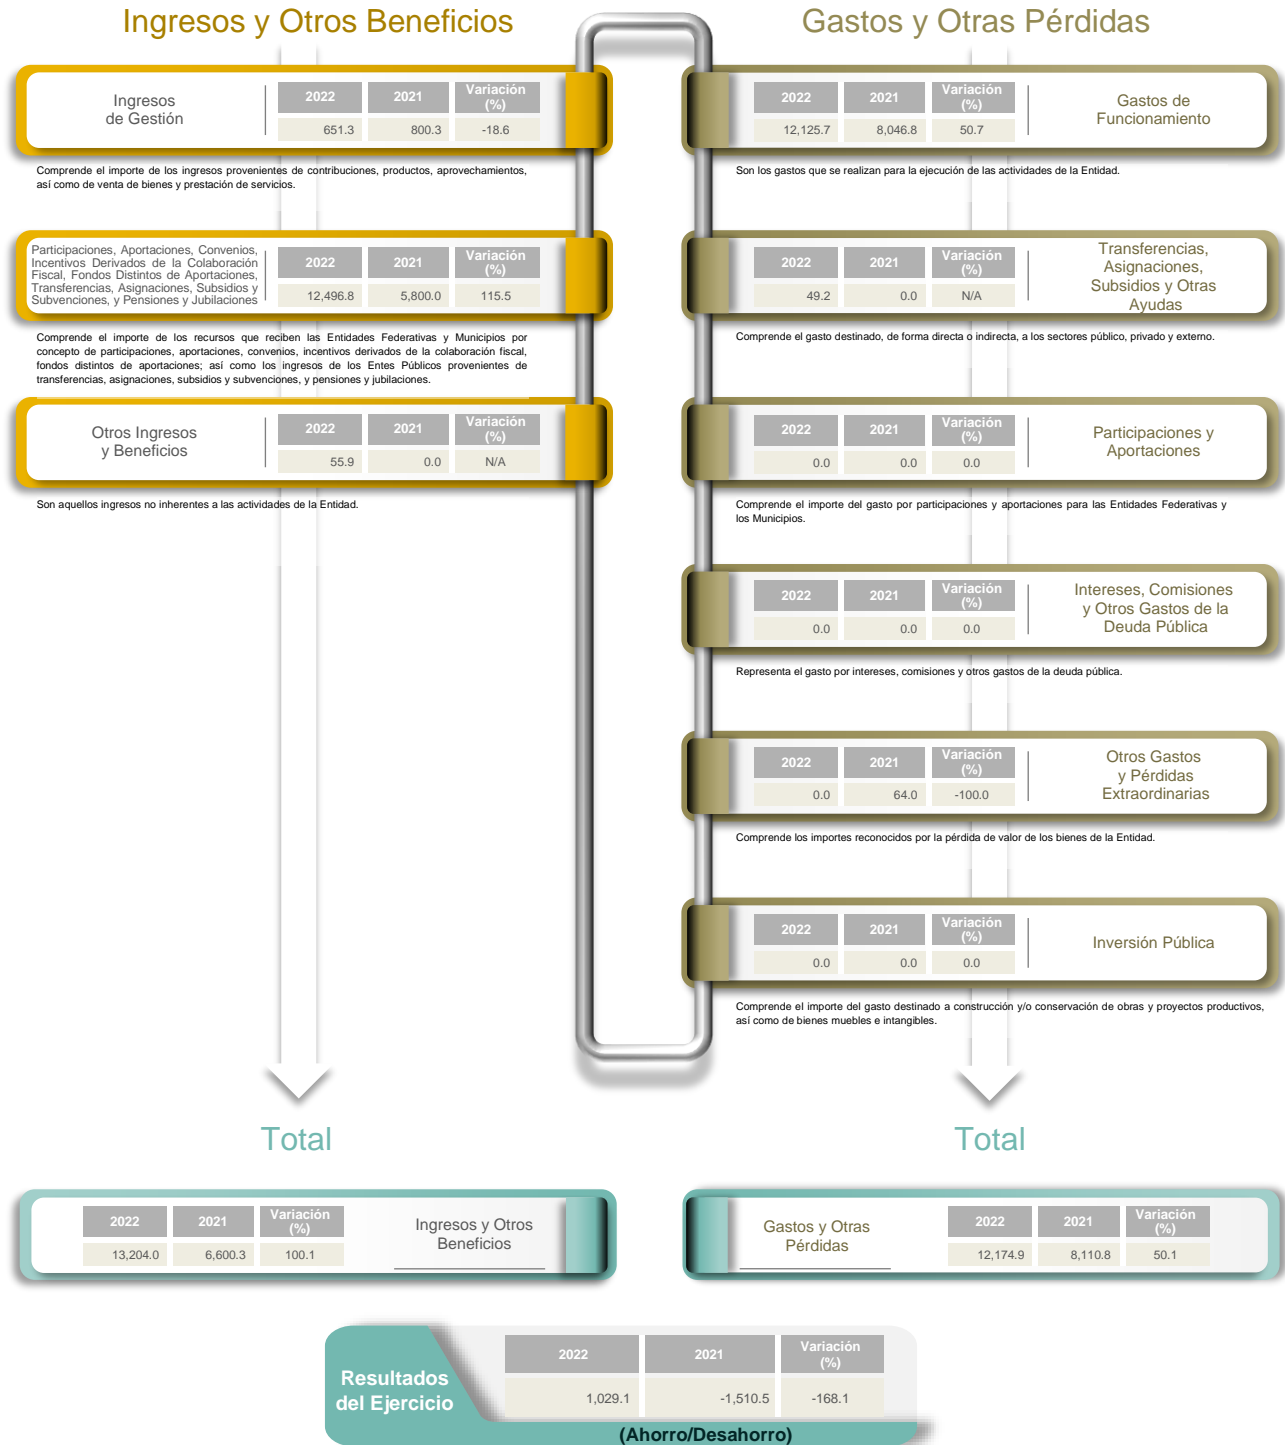 Ingresos y Otros Beneficios
Ingresos
de Gestión
2022 2021 Variación (%)
651.3 800.3 -18.6
Comprende el importe de los ingresos provenientes de contribuciones, productos, aprovechamientos,
así como de venta de bienes y prestación de servicios.
Participaciones, Aportaciones, Convenios,
Incentivos Derivados de la Colaboración
Fiscal, Fondos Distintos de Aportaciones,
Transferencias, Asignaciones, Subsidios y
Subvenciones, y Pensiones y Jubilaciones
2022 2021 Variación (%)
12,496.8 5,800.0 115.5
Comprende el importe de los recursos que reciben las Entidades Federativas y Municipios por
concepto de participaciones, aportaciones, convenios, incentivos derivados de la colaboración fiscal,
fondos distintos de aportaciones; así como los ingresos de los Entes Públicos provenientes de
transferencias, asignaciones, subsidios y subvenciones, y pensiones y jubilaciones.
Otros Ingresos
y Beneficios
2022 2021 Variación (%)
55.9 0.0 N/A
Son aquellos ingresos no inherentes a las actividades de la Entidad.
Gastos y Otras Pérdidas
2022 2021 Variación (%)
12,125.7 8,046.8 50.7
Gastos de
Funcionamiento
Son los gastos que se realizan para la ejecución de las actividades de la Entidad.
2022 2021 Variación (%)
49.2 0.0 N/A
Transferencias,
Asignaciones,
Subsidios y Otras
Ayudas
Comprende el gasto destinado, de forma directa o indirecta, a los sectores público, privado y externo.
2022 2021 Variación (%)
0.0 0.0 0.0
Participaciones y
Aportaciones
Comprende el importe del gasto por participaciones y aportaciones para las Entidades Federativas y
los Municipios.
2022 2021 Variación (%)
0.0 0.0 0.0
Intereses, Comisiones
y Otros Gastos de la
Deuda Pública
Representa el gasto por intereses, comisiones y otros gastos de la deuda pública.
2022 2021 Variación (%)
0.0 64.0 -100.0
Otros Gastos
y Pérdidas
Extraordinarias
Comprende los importes reconocidos por la pérdida de valor de los bienes de la Entidad.
2022 2021 Variación (%)
0.0 0.0 0.0
Inversión Pública
Comprende el importe del gasto destinado a construcción y/o conservación de obras y proyectos productivos,
así como de bienes muebles e intangibles.
Total
2022 2021 Variación (%)
13,204.0 6,600.3 100.1
Ingresos y Otros
Beneficios
Total
Gastos y Otras
Pérdidas
2022 2021 Variación (%)
12,174.9 8,110.8 50.1
Resultados
del Ejercicio
2022 2021 Variación (%)
1,029.1 -1,510.5 -168.1
(Ahorro/Desahorro)